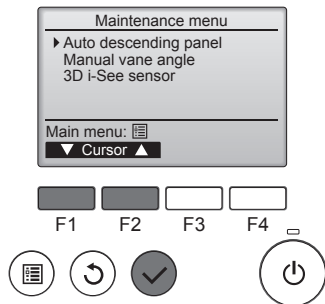 Maintenance menu
Auto descending panel
Manual vane angle
3D i-See sensor
Main menu:
▼ Cursor ▲
F1 F2 F3 F4